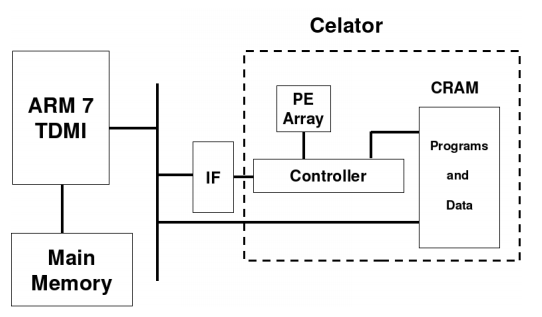 Celator
ARM 7
TDMI
PE
Array
CRAM
Programs
and
Data
IF
Controller
Main
Memory